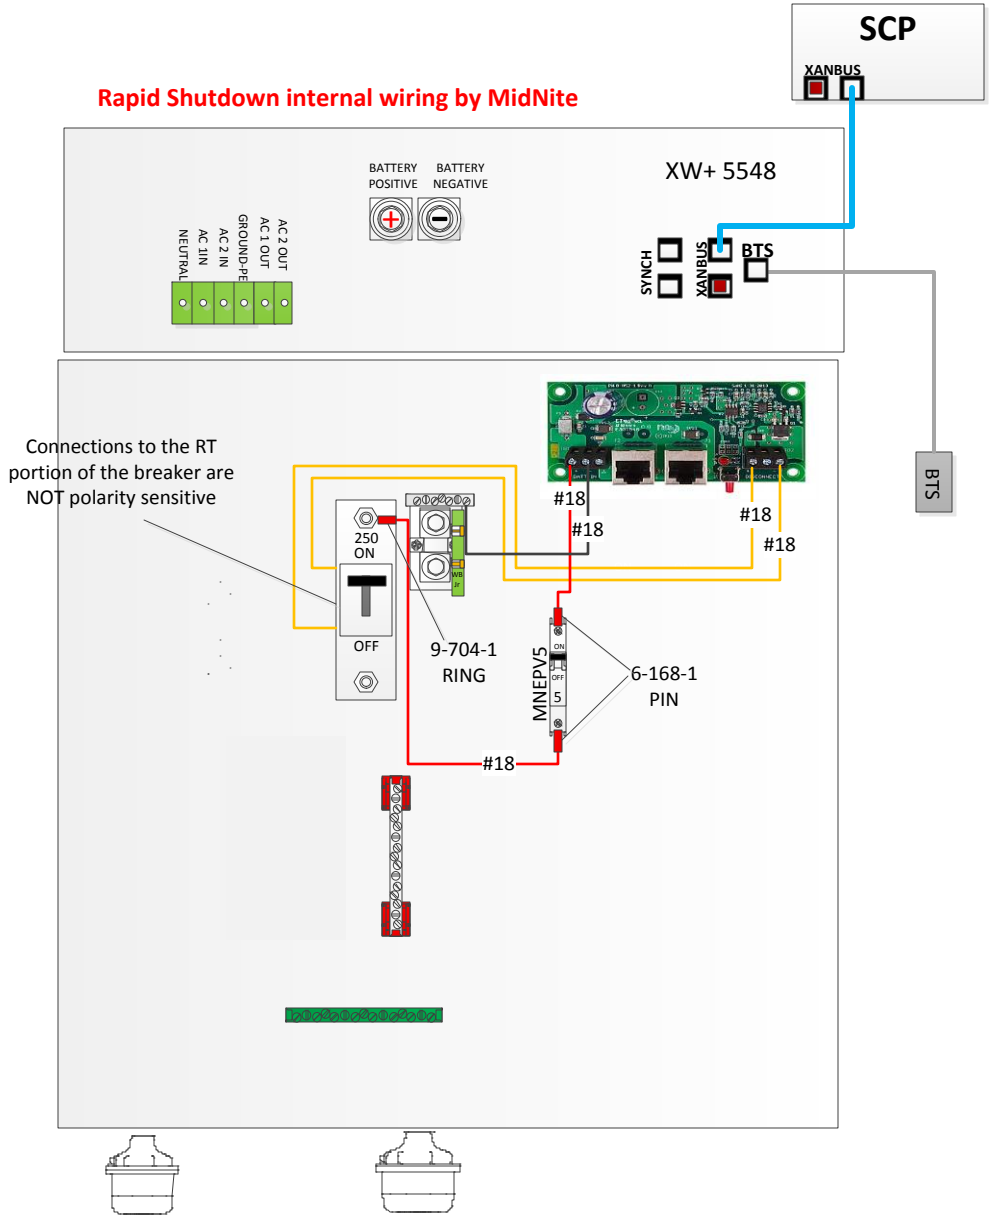 SCP
XANBUS
Rapid Shutdown internal wiring by MidNite
BATTERY
POSITIVE
BATTERY
NEGATIVE
XW+ 5548
NEUTRAL
AC 1IN
AC 2 IN
GROUND-PE
AC 1 OUT
AC 2 OUT
SYNCH
XANBUS
BTS
BTS
Connections to the RT
portion of the breaker are
NOT polarity sensitive
250
ON
OFF
WB
Jr
#18
#18
#18
#18
9-704-1
RING
MNEPV5
ON
OFF
5
6-168-1
PIN
#18